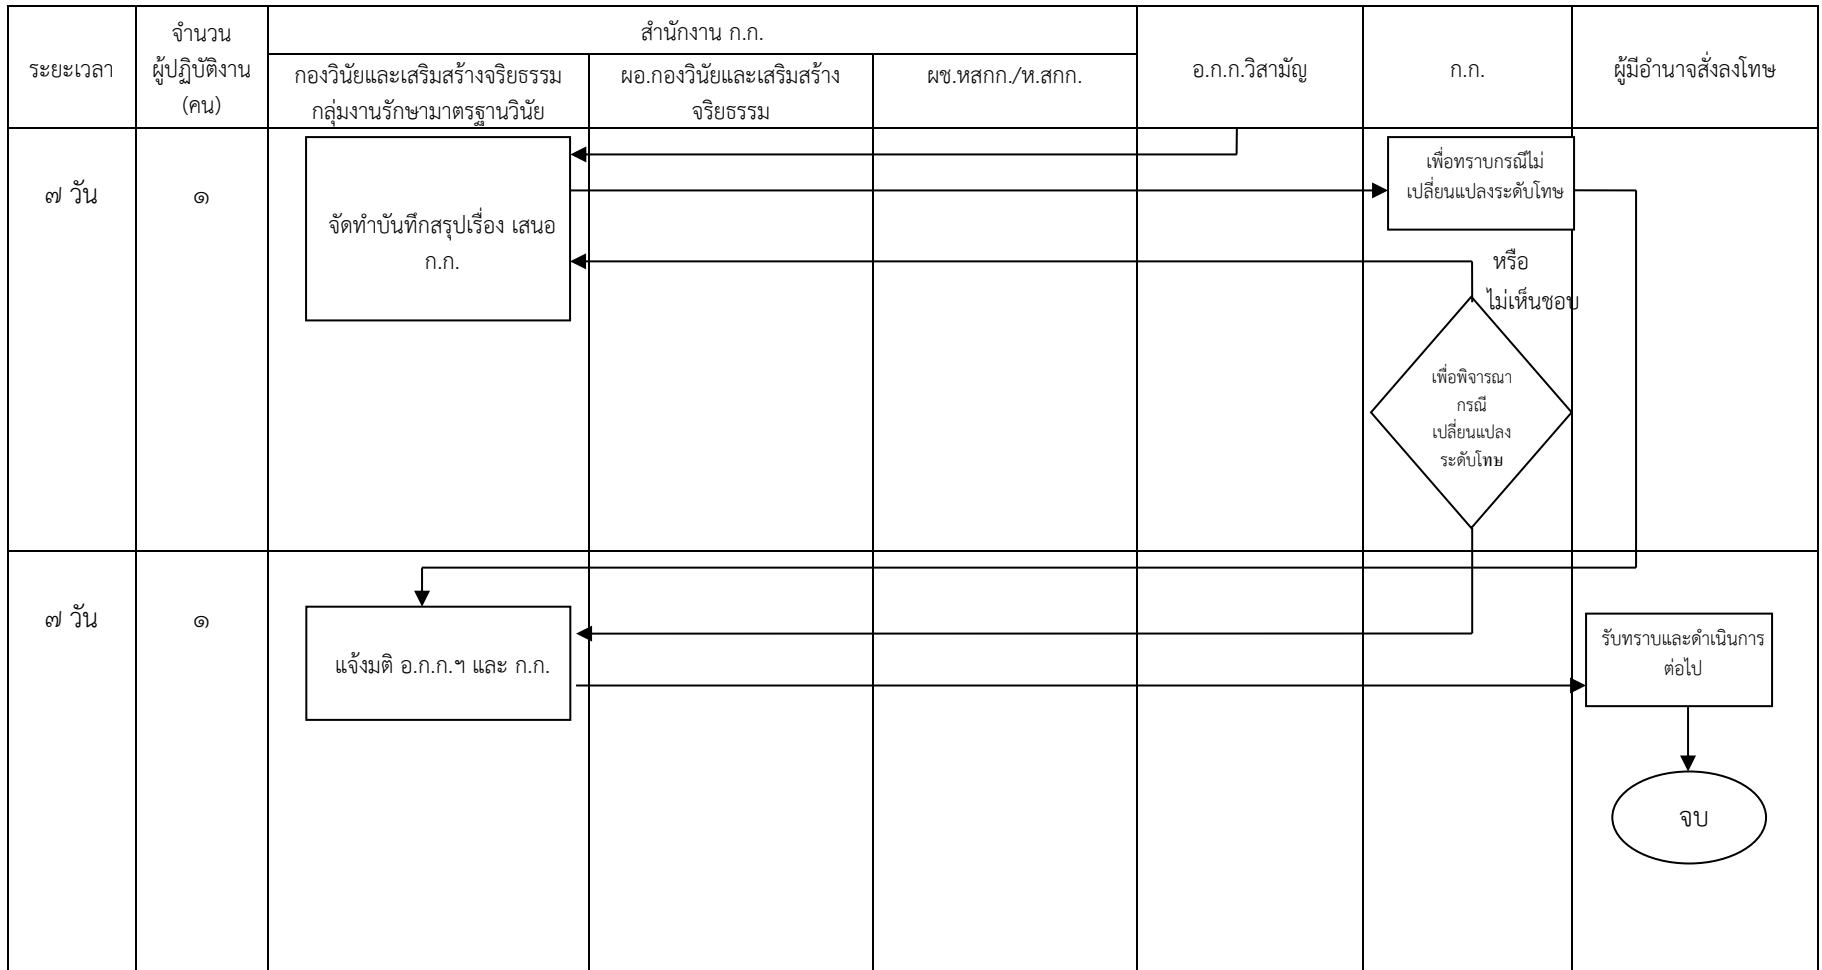 ระยะเวลา
จำนวน
ผู้ปฏิบัติงาน
(คน)
สำนักงาน ก.ก.
กองวินัยและเสริมสร้างจริยธรรม
กลุ่มงานรักษามาตรฐานวินัย
ผอ.กองวินัยและเสริมสร้าง
จริยธรรม
ผช.หสกก./ห.สกก.
อ.ก.ก.วิสามัญ
ก.ก.
ผู้มีอำนาจสั่งลงโทษ
๗ วัน
๑
จัดทำบันทึกสรุปเรื่อง เสนอ
ก.ก.
เพื่อทราบกรณีไม่
เปลี่ยนแปลงระดับโทษ
หรือ
ไม่เห็นชอบ
เพื่อพิจารณา
กรณี
เปลี่ยนแปลง
ระดับโทษ
๗ วัน
๑
แจ้งมติ อ.ก.ก.ฯ และ ก.ก.
รับทราบและดำเนินการ
ต่อไป
จบ